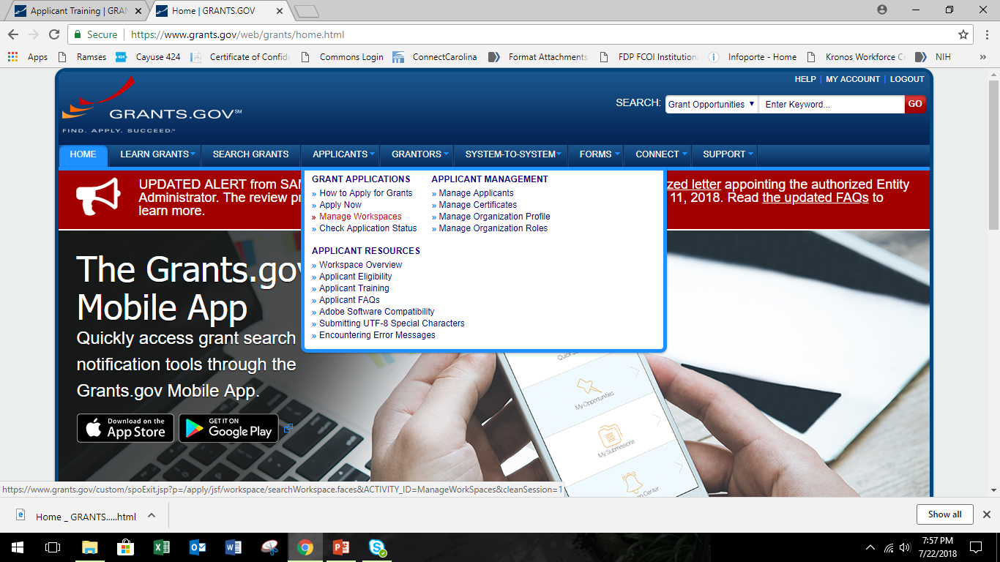 Applicant Training | GRAN
Home | GRANTS.GOV
Secure
https://www.grants.gov/web/grants/home.html
Apps
Ramses
Cayuse 424
Certificate of Confid
Commons Login
ConnectCarolina
Format Attachments
FDP FCOI Institution
Infoporte - Home
Kronos Workforce C
NIH
»
HELP | MY ACCOUNT | LOGOUT
GRANTS.GOV℠
FIND. APPLY. SUCCEED.℠
SEARCH: Grant Opportunities Enter Keyword... GO
HOME
LEARN GRANTS
SEARCH GRANTS
APPLICANTS
GRANTORS
SYSTEM-TO-SYSTEM
FORMS
CONNECT
SUPPORT
UPDATED ALERT from SA
zed letter appointing the authorized Entity
Administrator. The review pr
11, 2018. Read the updated FAQs to
learn more.
GRANT APPLICATIONS
» How to Apply for Grants
» Apply Now
» Manage Workspaces
» Check Application Status
APPLICANT MANAGEMENT
» Manage Applicants
» Manage Certificates
» Manage Organization Profile
» Manage Organization Roles
APPLICANT RESOURCES
» Workspace Overview
» Applicant Eligibility
» Applicant Training
» Applicant FAQs
» Adobe Software Compatibility
» Submitting UTF-8 Special Characters
» Encountering Error Messages
The Grants.gov
Mobile App
Quickly access grant search
notification tools through the
Grants.gov Mobile App.
Download on the
App Store
GET IT ON
Google Play
My Opportunities
My Submissions
https://www.grants.gov/custom/spoExit.jsp?p=/apply/jsf/workspace/searchWorkspace.faces&ACTIVITY_ID=ManageWorkSpaces&cleanSession=1
Home _ GRANTS.....html
Show all
7:57 PM
7/22/2018